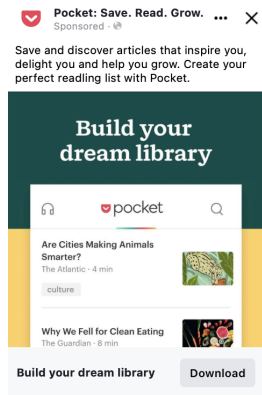 Pocket: Save. Read. Grow.
Sponsored ·
Save and discover articles that inspire you,
delight you and help you grow. Create your
perfect readling list with Pocket.
Build your
dream library
pocket
Are Cities Making Animals
Smarter?
The Atlantic · 4 min
culture
Why We Fell for Clean Eating
The Guardian · 8 min
Build your dream library
Download